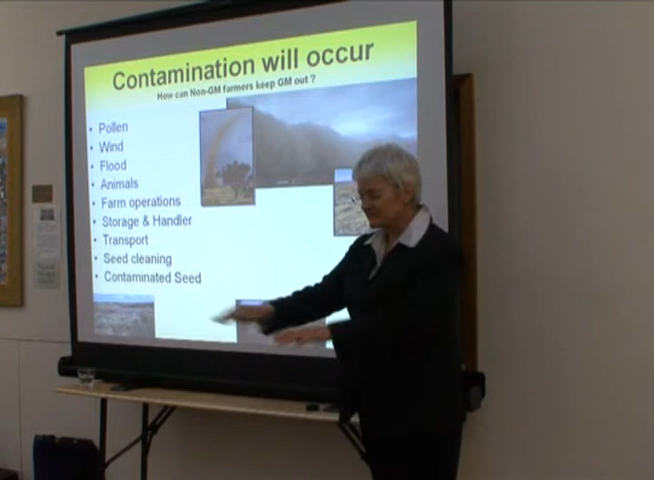 Contamination will occur
How can Non-GM farmers keep GM out ?
• Pollen
• Wind
• Flood
• Animals
• Farm operations
• Storage & Handler
• Transport
• Seed cleaning
• Contaminated Seed